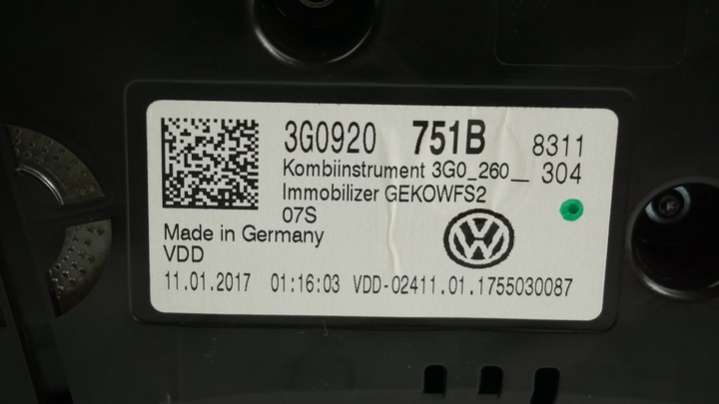 3G0920 751B 8311
Kombiinstrument 3G0_260__ 304
Immobilizer GEKOWFS2
07S
Made in Germany
VDD
11.01.2017 01:16:03 VDD-02411.01.1755030087